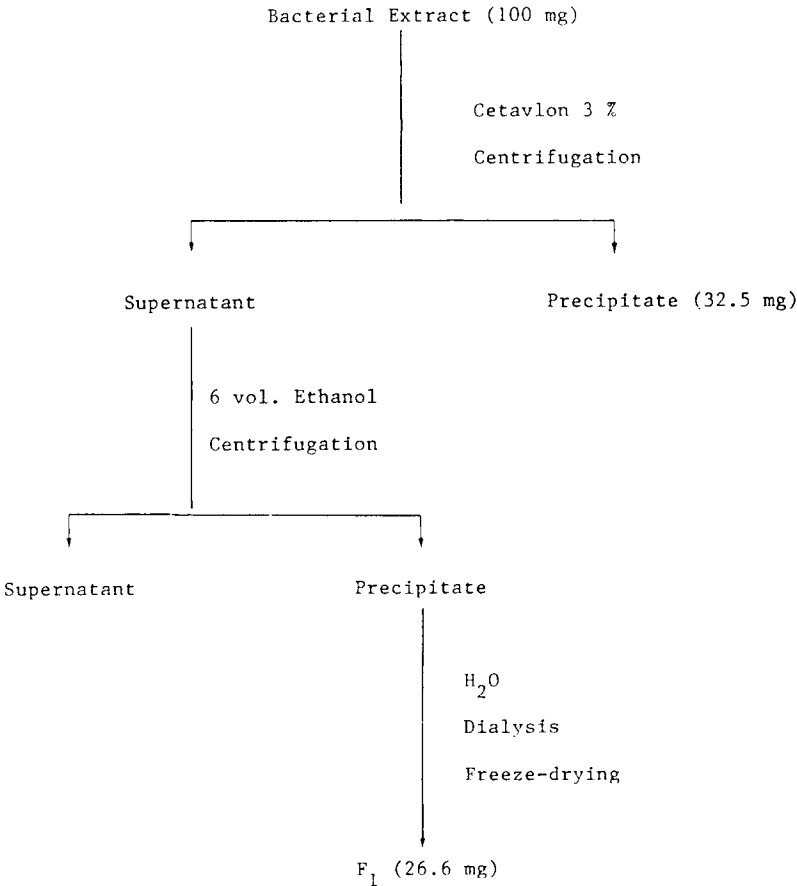 Bacterial Extract (100 mg)
Cetavlon 3 %
Centrifugation
Supernatant
Precipitate (32.5 mg)
6 vol. Ethanol
Centrifugation
Supernatant
Precipitate
H₂O
Dialysis
Freeze-drying
F₁ (26.6 mg)